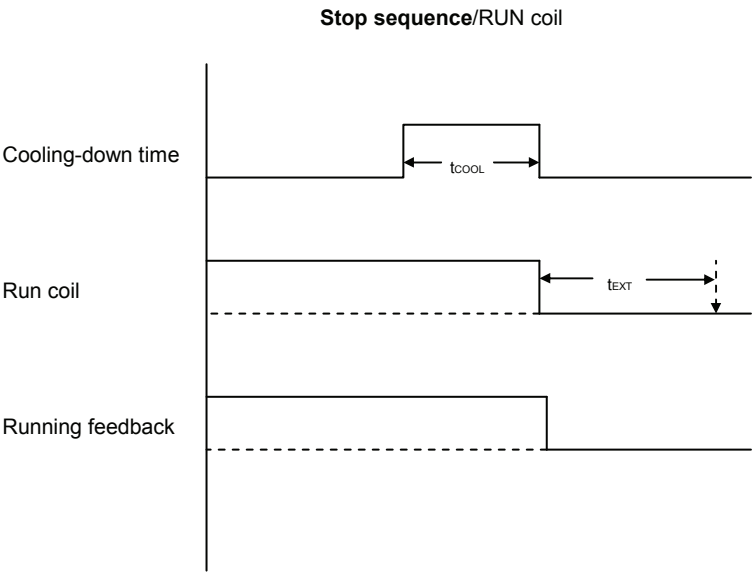 Stop sequence/RUN coil
Cooling-down time
tCOOL
Run coil
tEXT
Running feedback